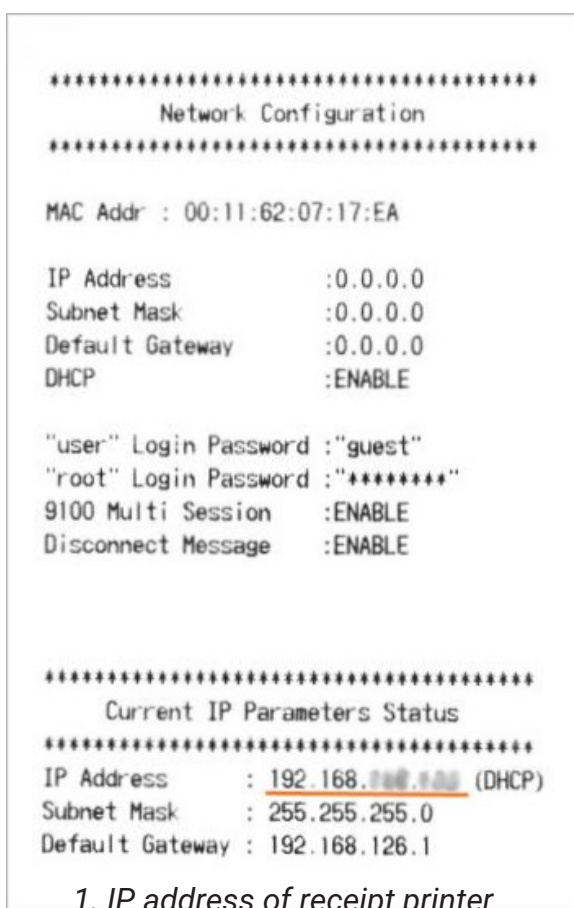 ****************************************
Network Configuration
****************************************
MAC Addr : 00:11:62:07:17:EA
IP Address :0.0.0.0
Subnet Mask :0.0.0.0
Default Gateway :0.0.0.0
DHCP :ENABLE
"user" Login Password :"guest"
"root" Login Password :"********"
9100 Multi Session :ENABLE
Disconnect Message :ENABLE
****************************************
Current IP Parameters Status
****************************************
IP Address : 192.168. (DHCP)
Subnet Mask : 255.255.255.0
Default Gateway : 192.168.126.1
1. IP address of receipt printer